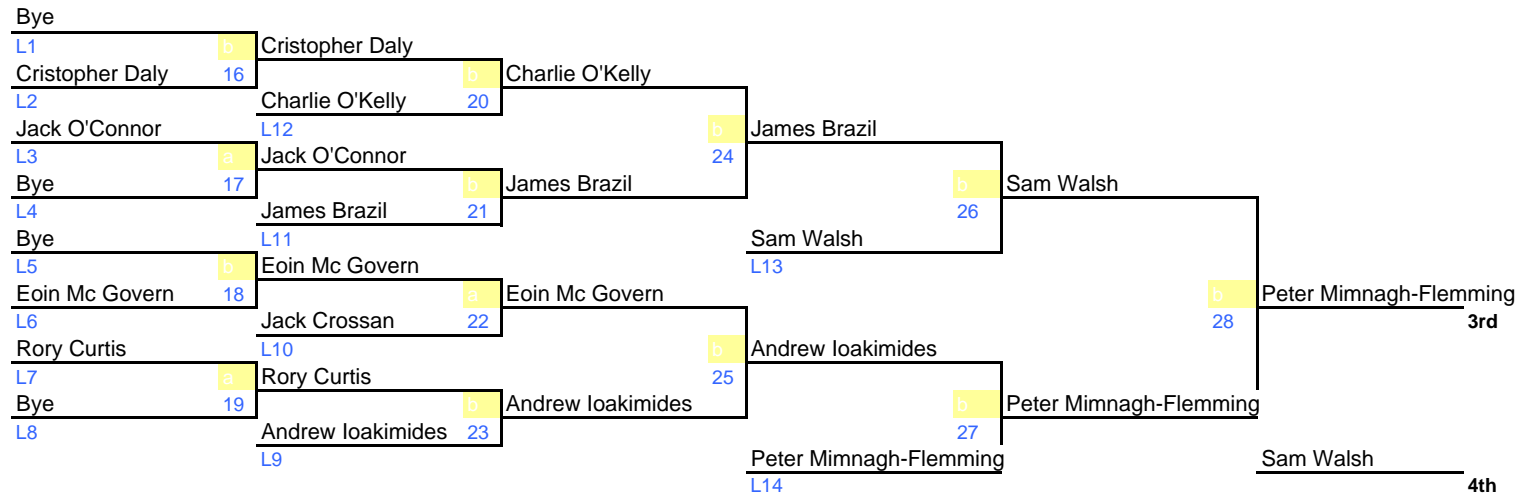 Bye
L1 b Cristopher Daly
Cristopher Daly 16 b Charlie O'Kelly
L2 Charlie O'Kelly 20
Jack O'Connor L12 b James Brazil
L3 a Jack O'Connor 24
Bye 17 b James Brazil b Sam Walsh
L4 James Brazil 21 26
Bye L11 Sam Walsh
L5 b Eoin Mc Govern L13
Eoin Mc Govern 18 a Eoin Mc Govern b Peter Mimnagh-Flemming
L6 Jack Crossan 22 28 3rd
Rory Curtis L10 b Andrew Ioakimides
L7 a Rory Curtis 25
Bye 19 b Andrew Ioakimides b Peter Mimnagh-Flemming
L8 Andrew Ioakimides 23 27
L9 Peter Mimnagh-Flemming Sam Walsh
L14 4th